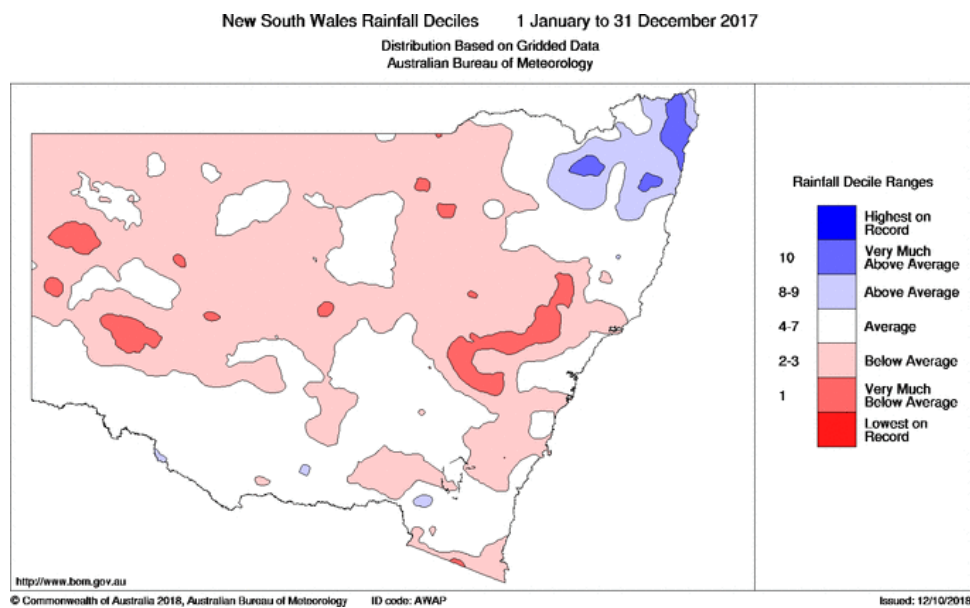 New South Wales Rainfall Deciles 1 January to 31 December 2017
Distribution Based on Gridded Data
Australian Bureau of Meteorology
Rainfall Decile Ranges
Highest on
Record
10 Very Much
Above Average
8-9 Above Average
4-7 Average
2-3 Below Average
1 Very Much
Below Average
Lowest on
Record
http://www.bom.gov.au
© Commonwealth of Australia 2018, Australian Bureau of Meteorology ID code: AWAP Issued: 12/10/2018